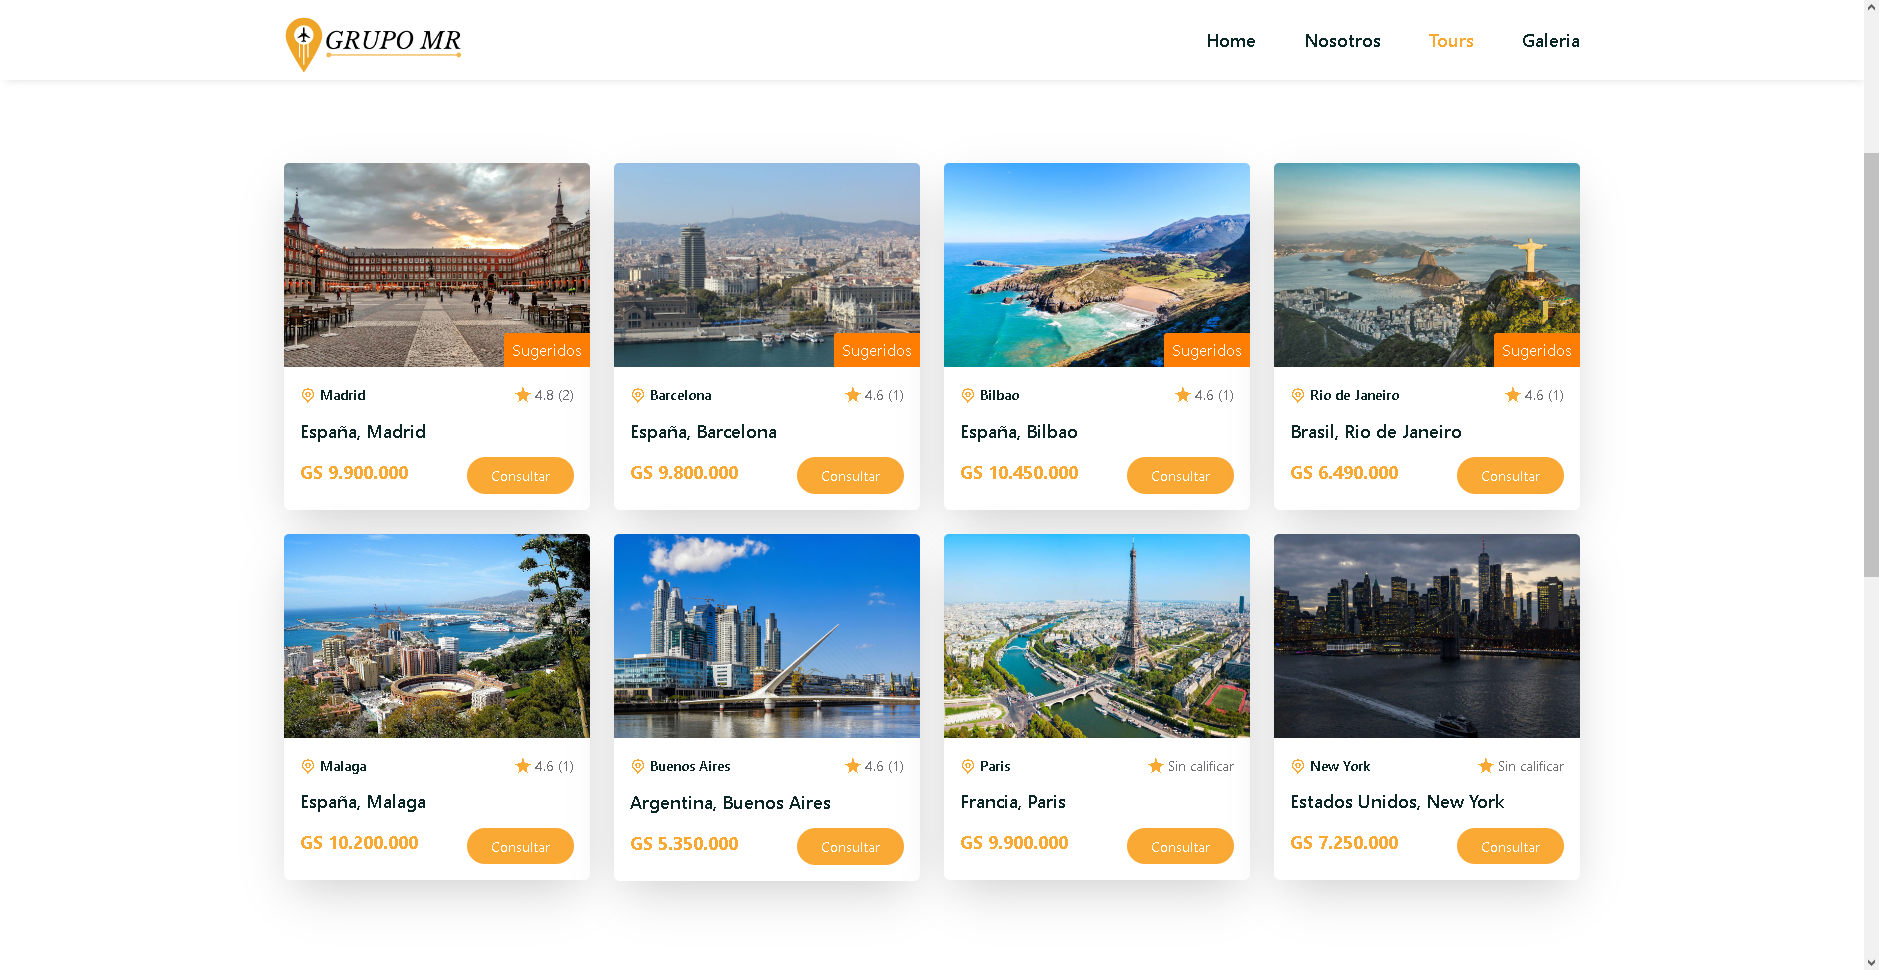 GRUPO MR
Home Nosotros Tours Galeria
Sugeridos Sugeridos Sugeridos Sugeridos
Madrid 4.8 (2) Barcelona 4.6 (1) Bilbao 4.6 (1) Rio de Janeiro 4.6 (1)
España, Madrid España, Barcelona España, Bilbao Brasil, Rio de Janeiro
GS 9.900.000 Consultar GS 9.800.000 Consultar GS 10.450.000 Consultar GS 6.490.000 Consultar
Malaga 4.6 (1) Buenos Aires 4.6 (1) Paris Sin calificar New York Sin calificar
España, Malaga Argentina, Buenos Aires Francia, Paris Estados Unidos, New York
GS 10.200.000 Consultar GS 5.350.000 Consultar GS 9.900.000 Consultar GS 7.250.000 Consultar